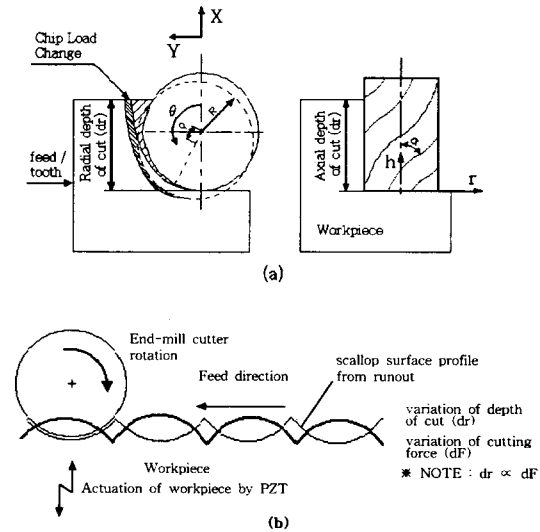 X
Y
Chip Load
Change
R
θ
feed /
tooth
Radial depth
of cut (dr)
Axial depth
of cut (dr)
h
r
Workpiece
(a)
End-mill cutter
rotation
Feed direction
scallop surface profile
from runout
variation of depth
of cut (dr)
variation of cutting
force (dF)
※ NOTE : dr ∝ dF
Workpiece
Actuation of workpiece by PZT
(b)